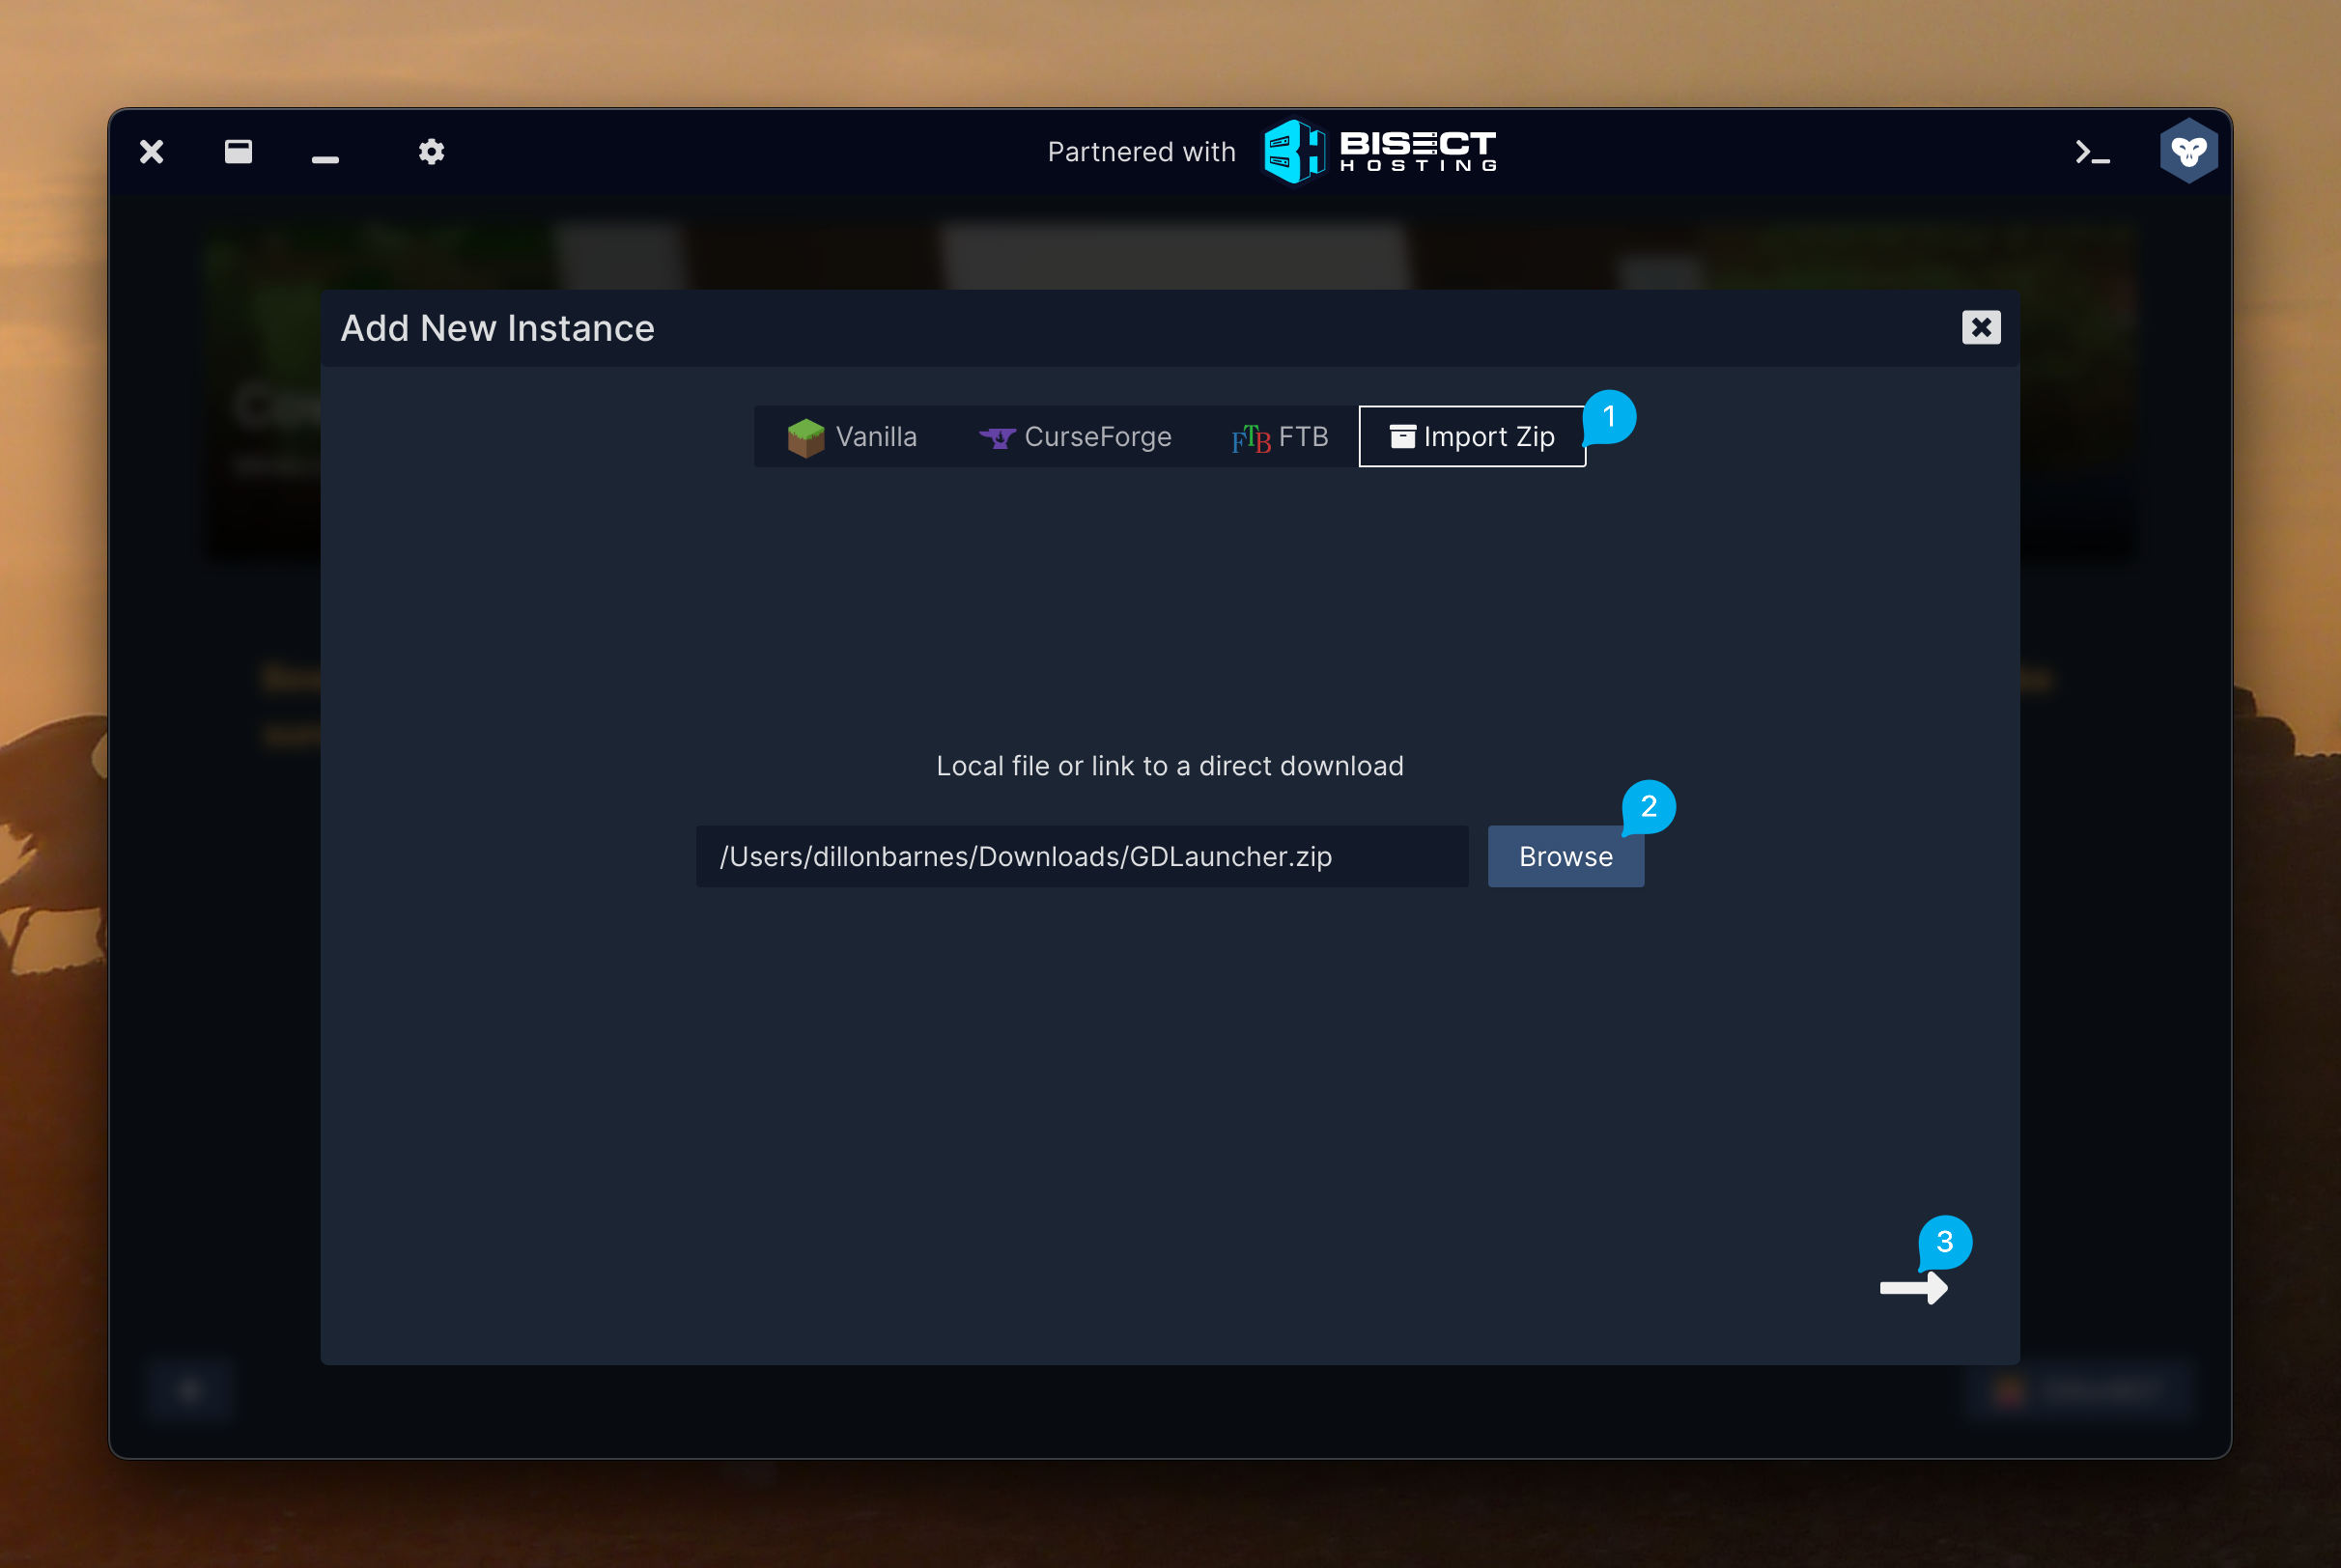 Partnered with BISECT
HOSTING
Add New Instance
Vanilla CurseForge FTB FTB Import Zip 1
Local file or link to a direct download
2
/Users/dillonbarnes/Downloads/GDLauncher.zip Browse
3